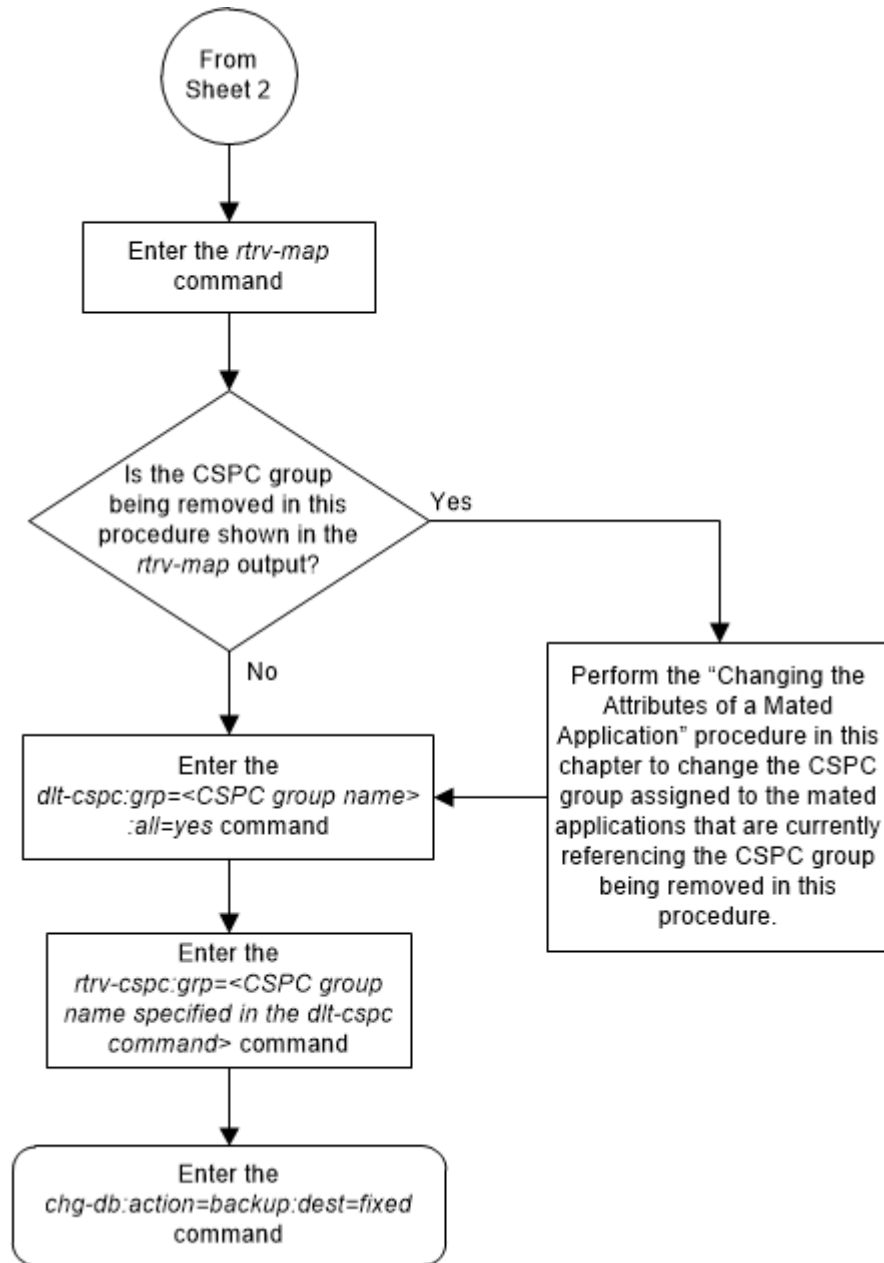 From
Sheet 2
Enter the rtrv-map
command
Is the CSPC group
being removed in this
procedure shown in the
rtrv-map output?
Yes
No
Perform the “Changing the
Attributes of a Mated
Application” procedure in this
chapter to change the CSPC
group assigned to the mated
applications that are currently
referencing the CSPC group
being removed in this
procedure.
Enter the
dlt-cspc:grp=<CSPC group name>
:all=yes command
Enter the
rtrv-cspc:grp=<CSPC group
name specified in the dlt-cspc
command> command
Enter the
chg-db:action=backup:dest=fixed
command